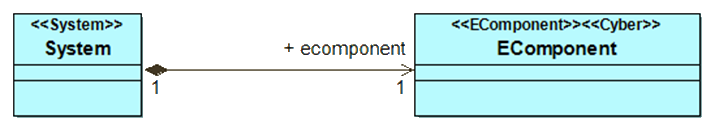 <<System>>
System
+ ecomponent
1
1
<<EComponent>><<Cyber>>
EComponent